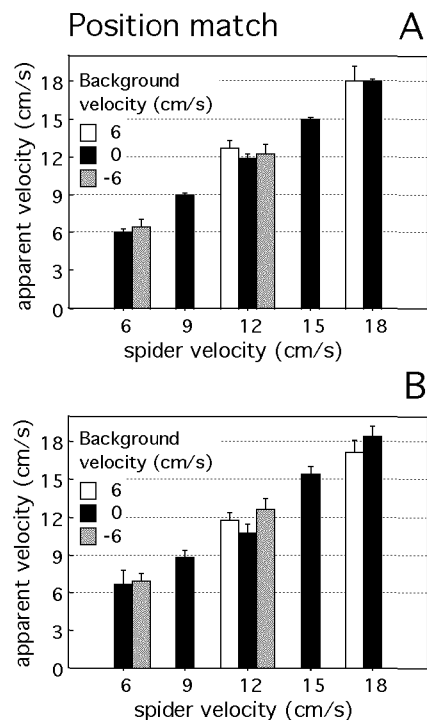 Position match A
apparent velocity (cm/s)
18
15
12
9
6
3
0
Background
velocity (cm/s)
6
0
-6
6 9 12 15 18
spider velocity (cm/s)
B
apparent velocity (cm/s)
18
15
12
9
6
3
0
Background
velocity (cm/s)
6
0
-6
6 9 12 15 18
spider velocity (cm/s)